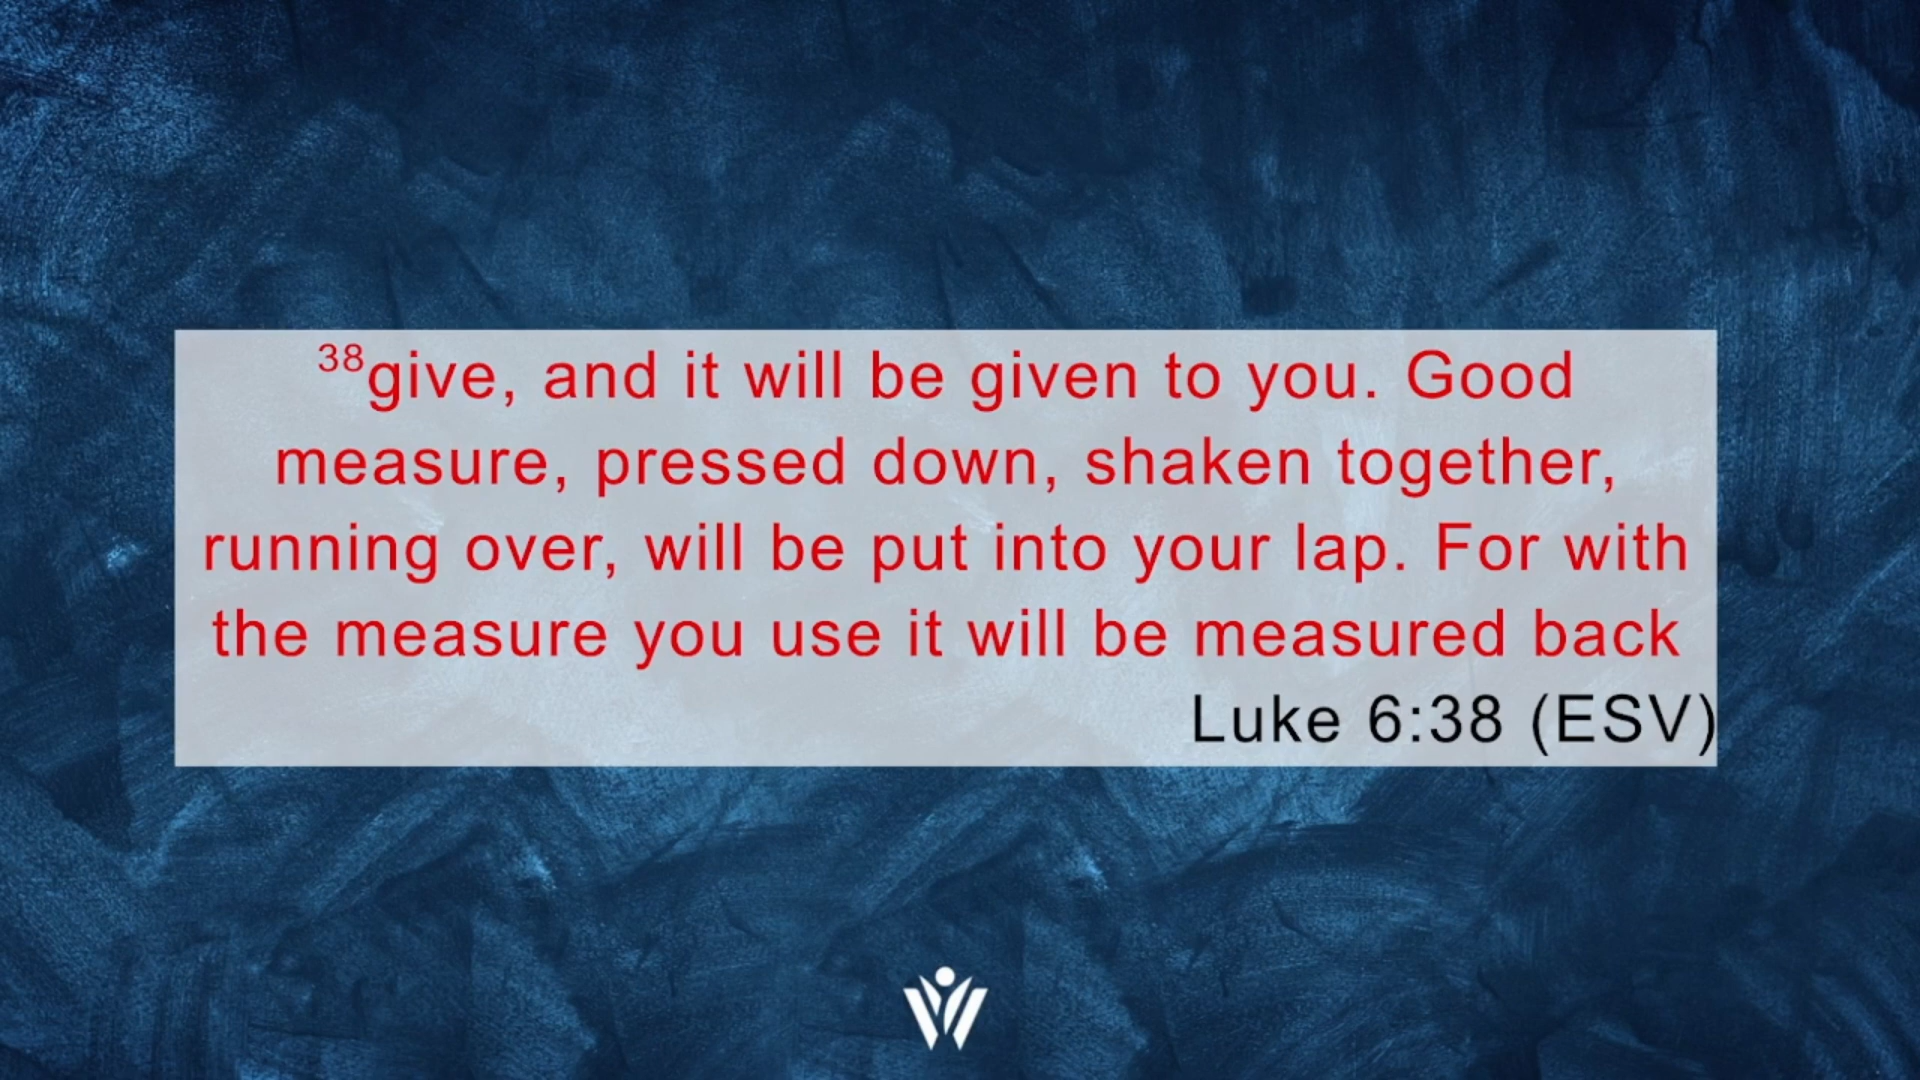 38give, and it will be given to you. Good
measure, pressed down, shaken together,
running over, will be put into your lap. For with
the measure you use it will be measured back
Luke 6:38 (ESV)